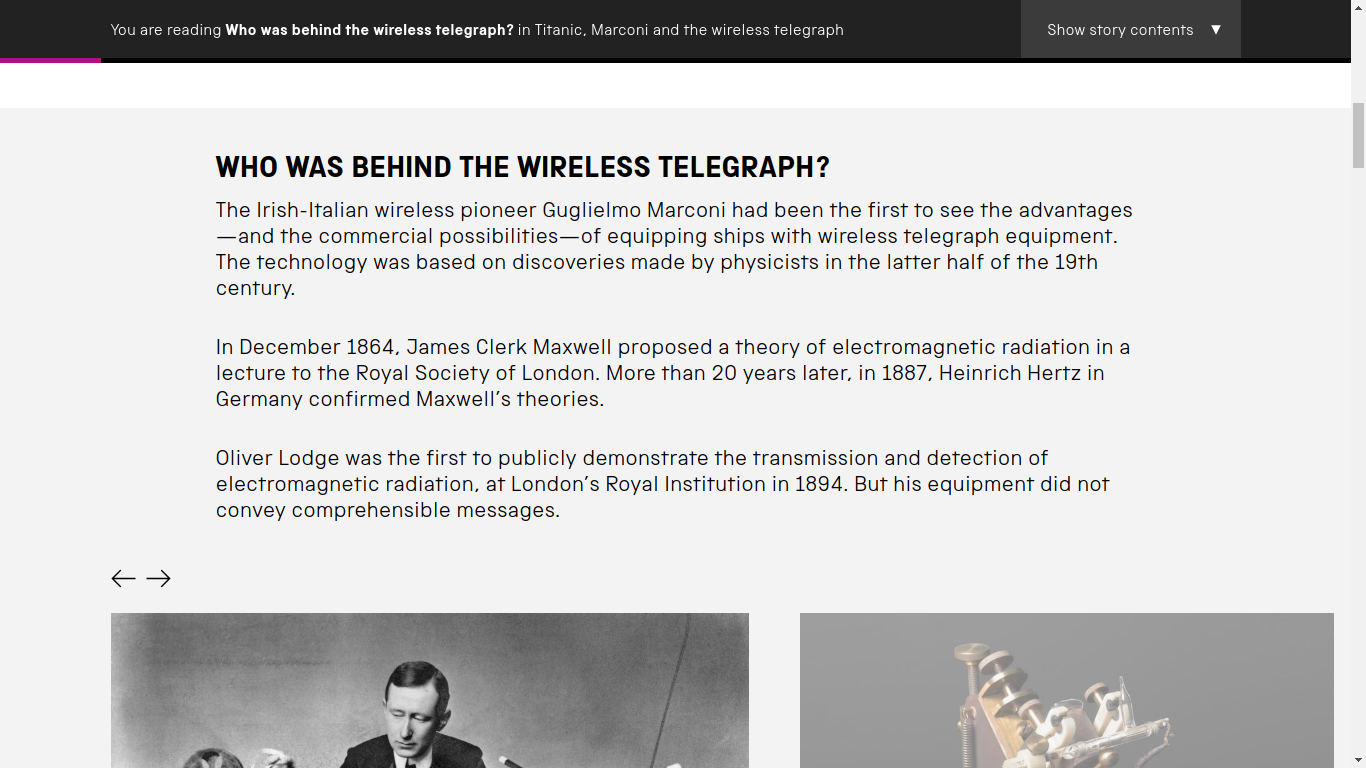 You are reading Who was behind the wireless telegraph? in Titanic, Marconi and the wireless telegraph
Show story contents ▼
WHO WAS BEHIND THE WIRELESS TELEGRAPH?
The Irish-Italian wireless pioneer Guglielmo Marconi had been the first to see the advantages
—and the commercial possibilities—of equipping ships with wireless telegraph equipment.
The technology was based on discoveries made by physicists in the latter half of the 19th
century.
In December 1864, James Clerk Maxwell proposed a theory of electromagnetic radiation in a
lecture to the Royal Society of London. More than 20 years later, in 1887, Heinrich Hertz in
Germany confirmed Maxwell’s theories.
Oliver Lodge was the first to publicly demonstrate the transmission and detection of
electromagnetic radiation, at London’s Royal Institution in 1894. But his equipment did not
convey comprehensible messages.